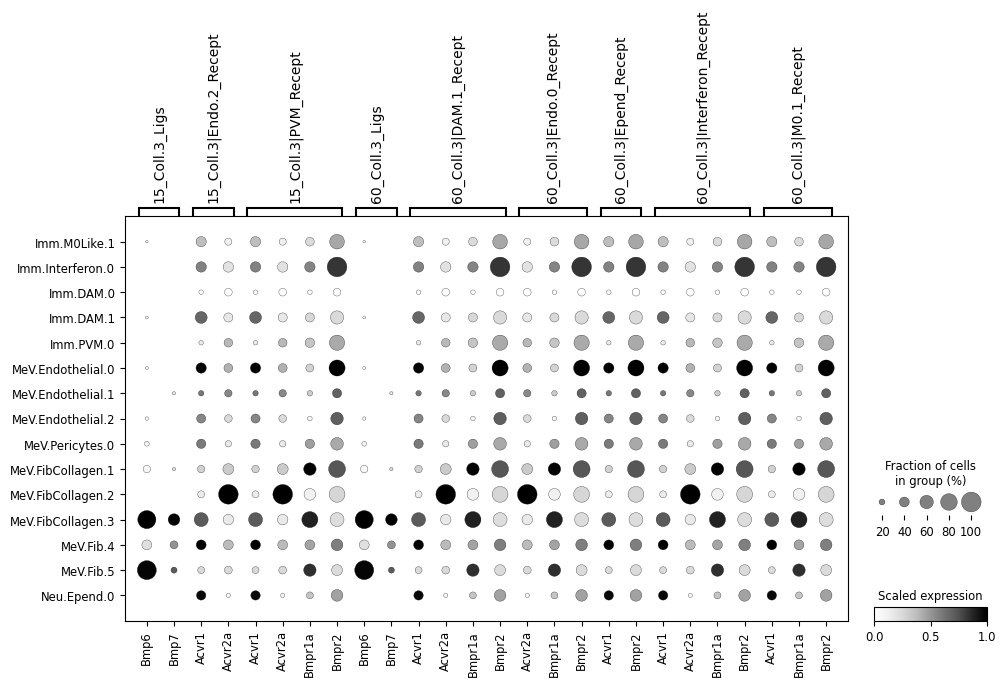 15_Coll.3_Ligs
15_Coll.3|Endo.2_Recept
15_Coll.3|PVM_Recept
60_Coll.3_Ligs
60_Coll.3|DAM.1_Recept
60_Coll.3|Endo.0_Recept
60_Coll.3|Epend_Recept
60_Coll.3|Interferon_Recept
60_Coll.3|M0.1_Recept
Imm.M0Like.1
Imm.Interferon.0
Imm.DAM.0
Imm.DAM.1
Imm.PVM.0
MeV.Endothelial.0
MeV.Endothelial.1
MeV.Endothelial.2
MeV.Pericytes.0
MeV.FibCollagen.1
MeV.FibCollagen.2
MeV.FibCollagen.3
MeV.Fib.4
MeV.Fib.5
Neu.Epend.0
Bmp6
Bmp7
Acvr1
Acvr2a
Acvr1
Acvr2a
Bmpr1a
Bmpr2
Bmp6
Bmp7
Acvr1
Acvr2a
Bmpr1a
Bmpr2
Acvr2a
Bmpr1a
Bmpr2
Acvr1
Bmpr2
Acvr1
Acvr2a
Bmpr1a
Bmpr2
Acvr1
Bmpr1a
Bmpr2
Fraction of cells
in group (%)
20 40 60 80 100
Scaled expression
0.0 0.5 1.0